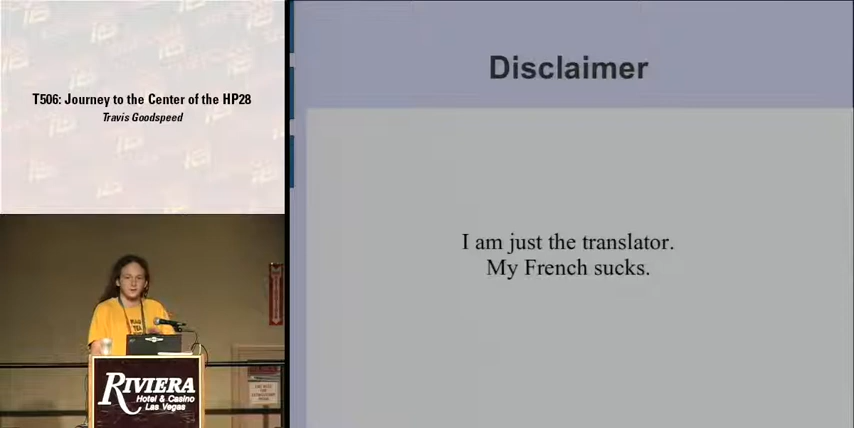 T506: Journey to the Center of the HP28
Travis Goodspeed
Disclaimer
I am just the translator.
My French sucks.
RIVIERA
Hotel & Casino
Las Vegas